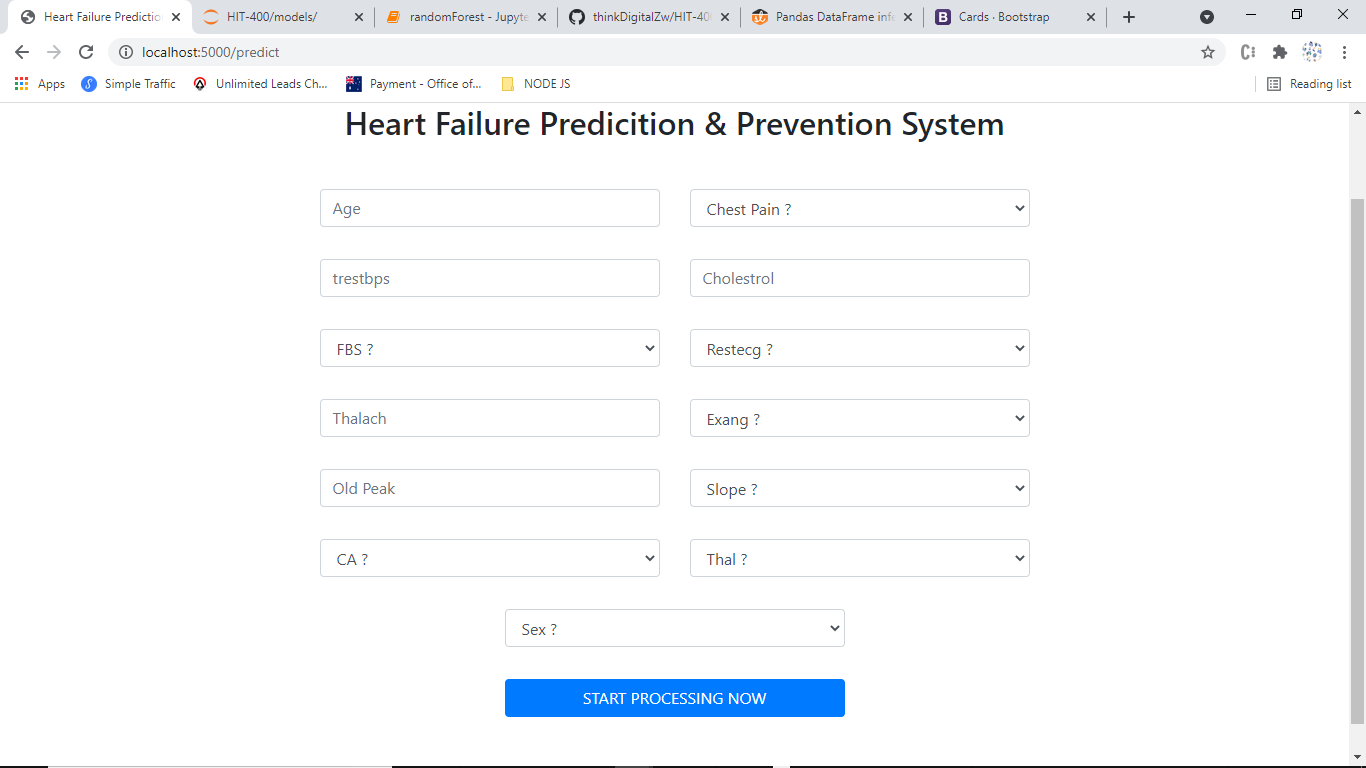 Heart Failure Predictio
HIT-400/models/
randomForest - Jupyte
thinkDigitalZw/HIT-40
Pandas DataFrame inf
B Cards · Bootstrap
localhost:5000/predict
Apps
Simple Traffic
Unlimited Leads Ch...
Payment - Office of...
NODE JS
Reading list
Heart Failure Predicition & Prevention System
Age
Chest Pain ?
trestbps
Cholestrol
FBS ?
Restecg ?
Thalach
Exang ?
Old Peak
Slope ?
CA ?
Thal ?
Sex ?
START PROCESSING NOW